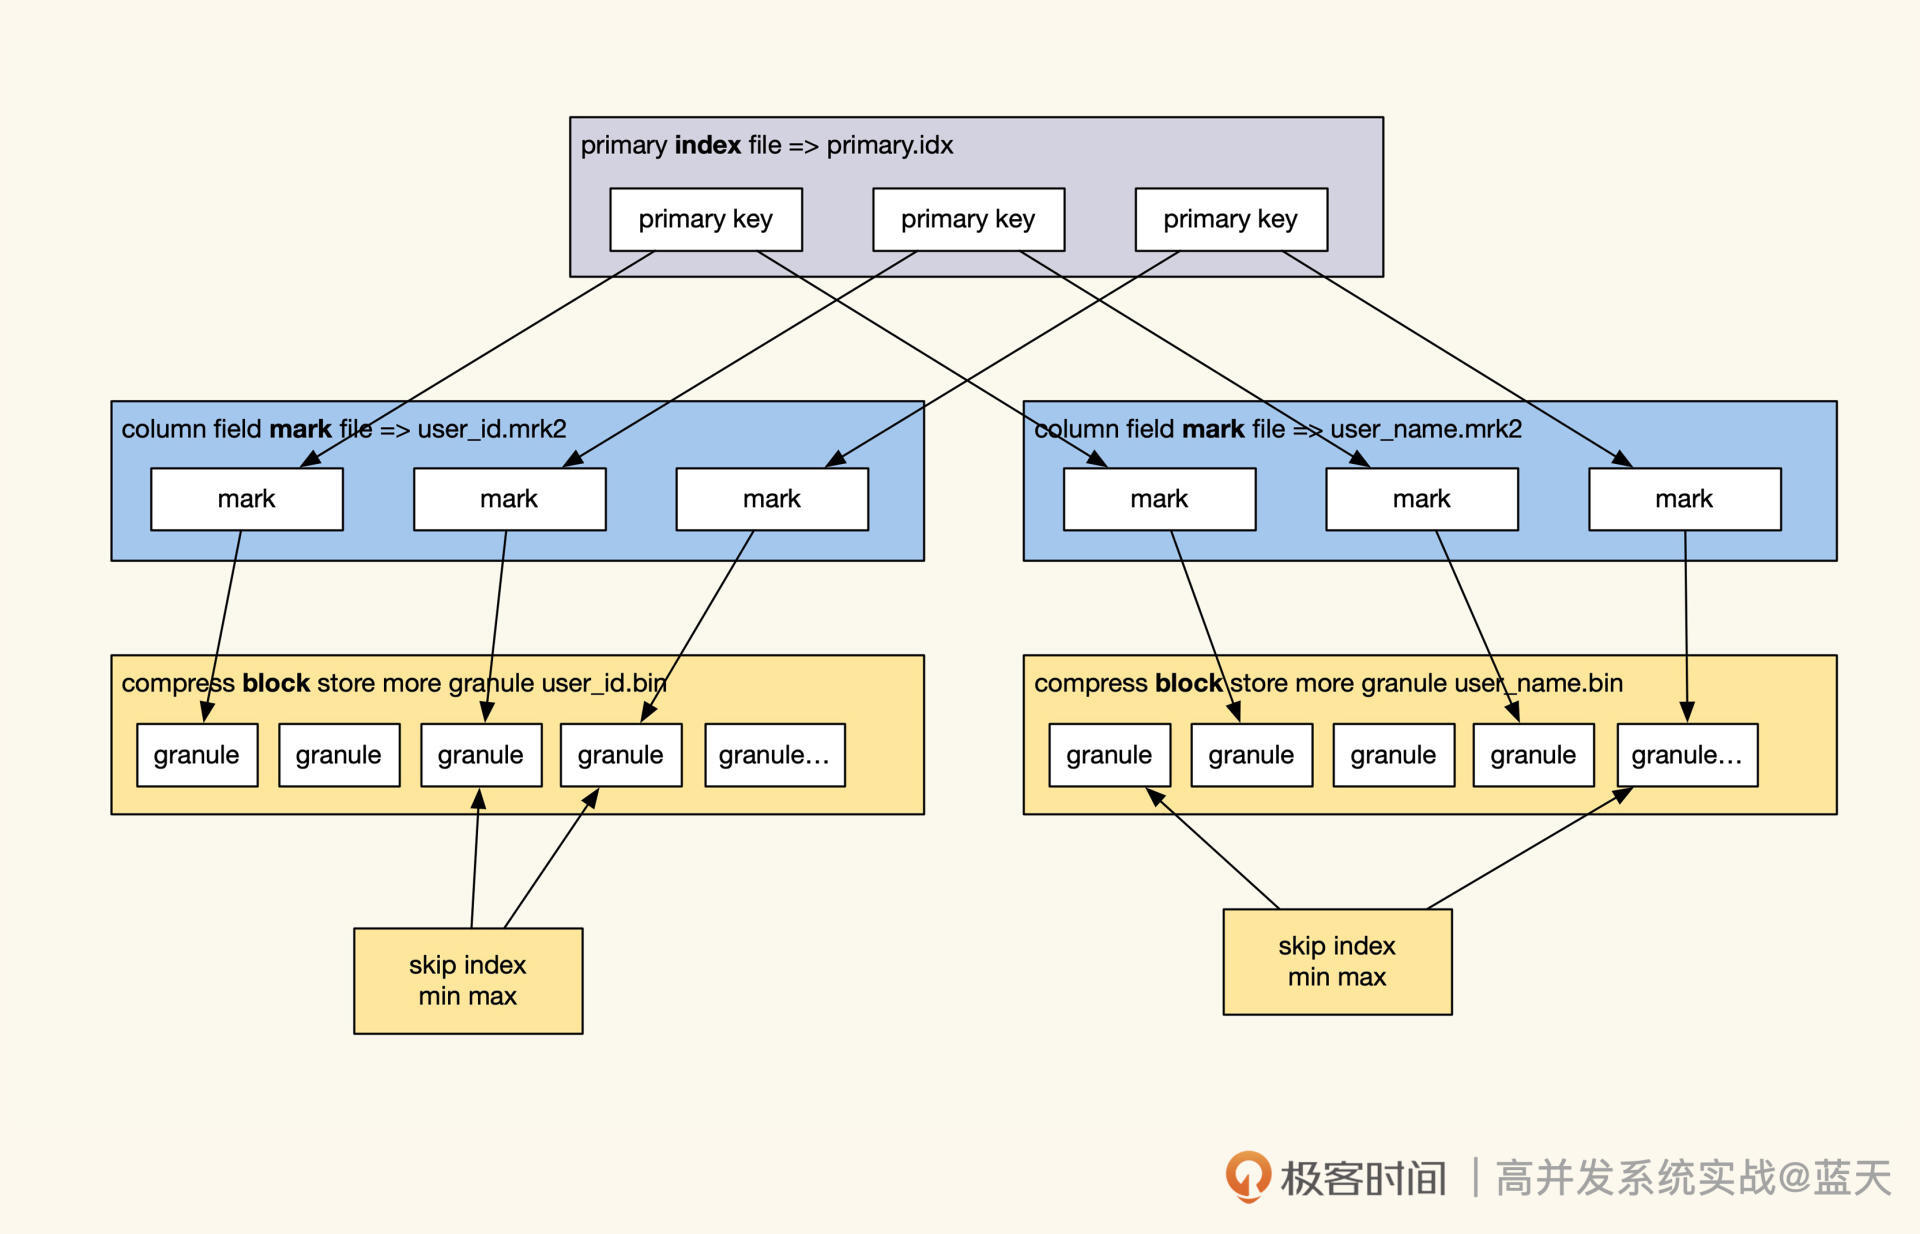 primary index file => primary.idx
primary key
primary key
primary key
column field mark file => user_id.mrk2
mark
mark
mark
column field mark file => user_name.mrk2
mark
mark
mark
compress block store more granule user_id.bin
granule
granule
granule
granule
granule...
compress block store more granule user_name.bin
granule
granule
granule
granule
granule...
skip index
min max
skip index
min max
极客时间 | 高并发系统实战@蓝天